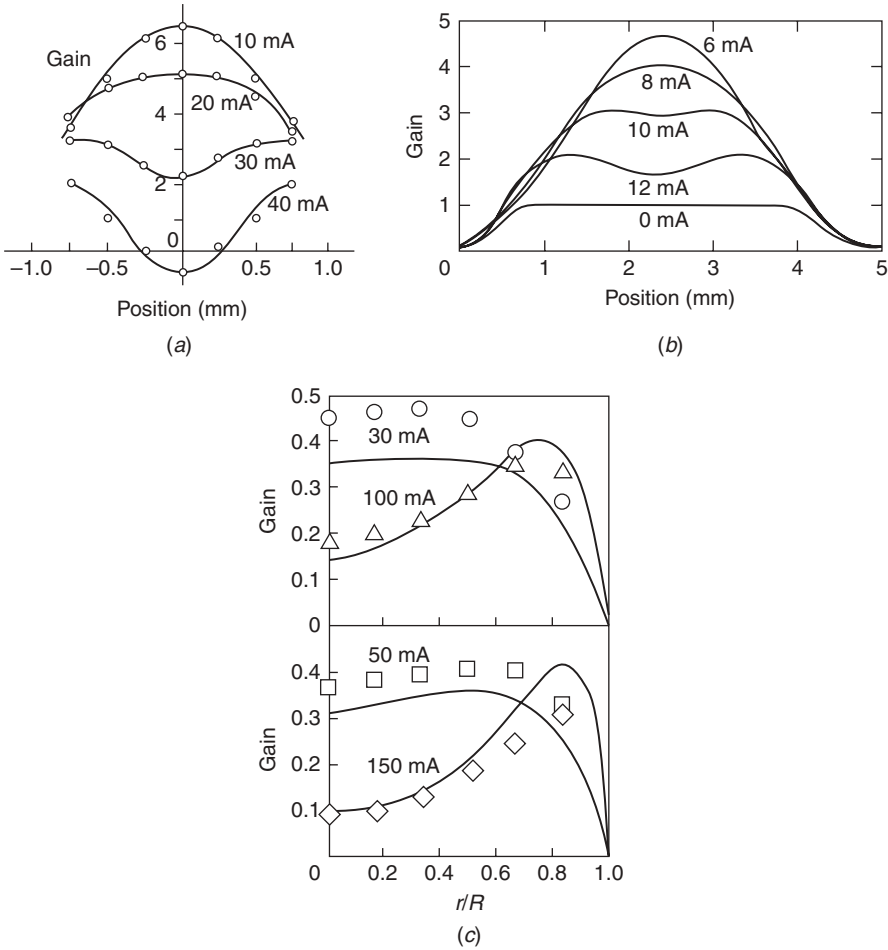 Gain
6
4
2
0
10 mA
20 mA
30 mA
40 mA
–1.0 –0.5 0.5 1.0
Position (mm)
(a)
Gain
5
4
3
2
1
0
6 mA
8 mA
10 mA
12 mA
0 mA
1 2 3 4 5
Position (mm)
(b)
Gain
0.5
0.4
0.3
0.2
0.1
0
30 mA
100 mA
Gain
0.4
0.3
0.1
50 mA
150 mA
0 0.2 0.4 0.6 0.8 1.0
r/R
(c)